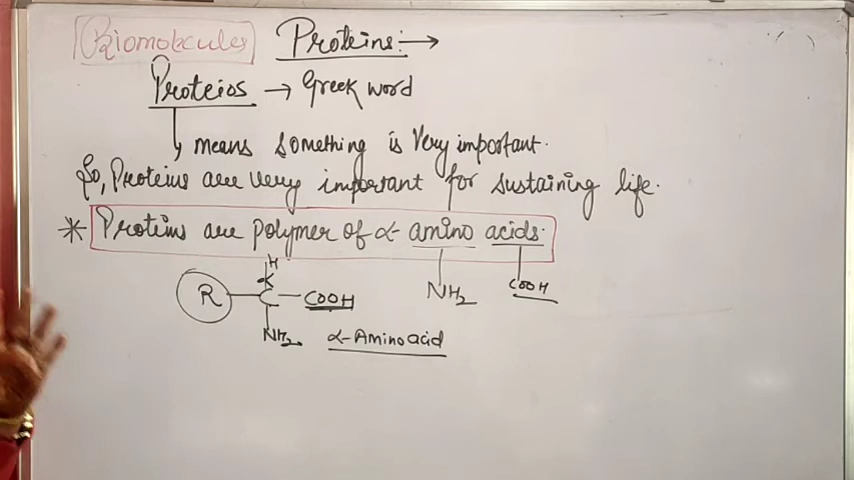 Biomolecules Proteins:→
Proteios → Greek word
means something is very important.
So, Proteins are very important for sustaining life.
* Proteins are polymer of α- amino acids.
NH2 COOH
H
α
R C COOH
NH2 α-Amino acid